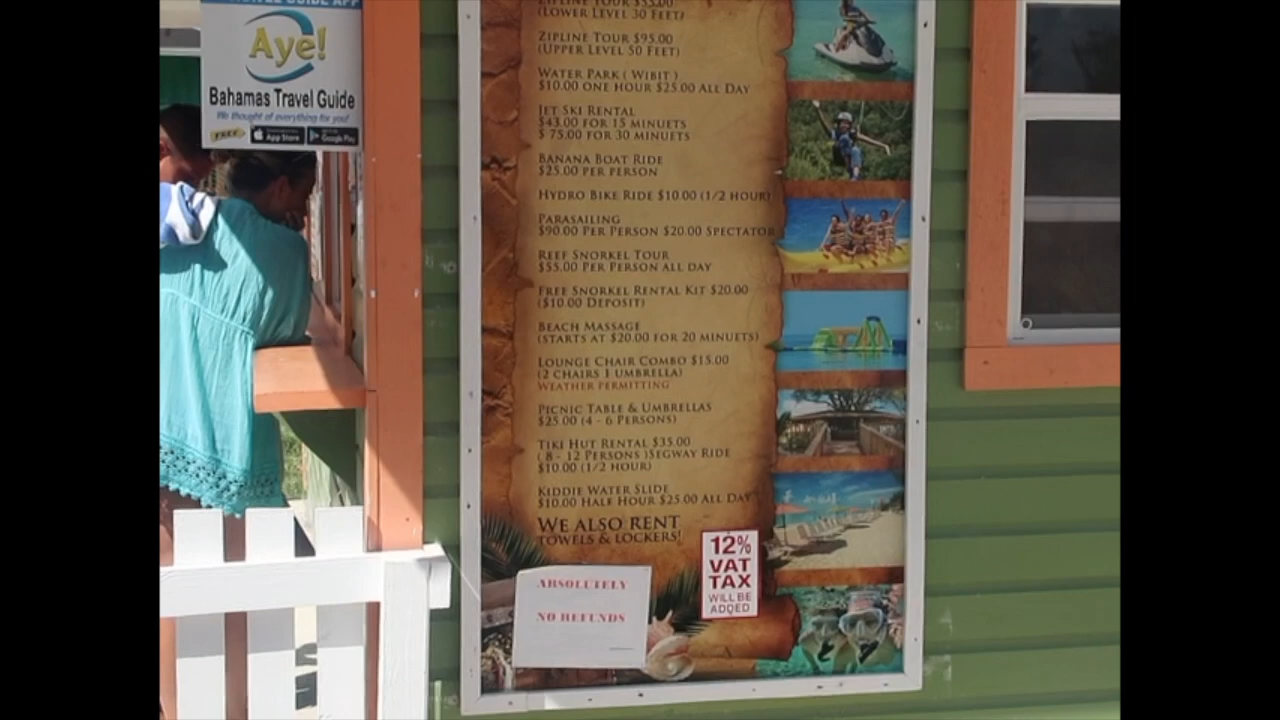 TRAVEL GUIDE APP
Aye!
Bahamas Travel Guide
We thought of everything for you!
FREE
App Store
Google Play
ZIPLINE TOUR $55.00
(LOWER LEVEL 30 FEET)
ZIPLINE TOUR $95.00
(UPPER LEVEL 50 FEET)
WATER PARK ( WIBIT )
$10.00 ONE HOUR $25.00 ALL DAY
JET SKI RENTAL
$43.00 FOR 15 MINUETS
$ 75.00 FOR 30 MINUETS
BANANA BOAT RIDE
$25.00 PER PERSON
HYDRO BIKE RIDE $10.00 (1/2 HOUR)
PARASAILING
$90.00 PER PERSON $20.00 SPECTATOR
REEF SNORKEL TOUR
$55.00 PER PERSON ALL DAY
FREE SNORKEL RENTAL KIT $20.00
($10.00 DEPOSIT)
BEACH MASSAGE
(STARTS AT $20.00 FOR 20 MINUETS)
LOUNGE CHAIR COMBO $15.00
(2 CHAIRS 1 UMBRELLA)
WEATHER PERMITTING
PICNIC TABLE & UMBRELLAS
$25.00 (4 - 6 PERSONS)
TIKI HUT RENTAL $35.00
( 8 - 12 PERSONS )SEGWAY RIDE
$10.00 (1/2 HOUR)
KIDDIE WATER SLIDE
$10.00 HALF HOUR $25.00 ALL DAY
WE ALSO RENT
TOWELS & LOCKERS!
12%
VAT
TAX
WILL BE
ADDED
ABSOLUTELY
NO REFUNDS